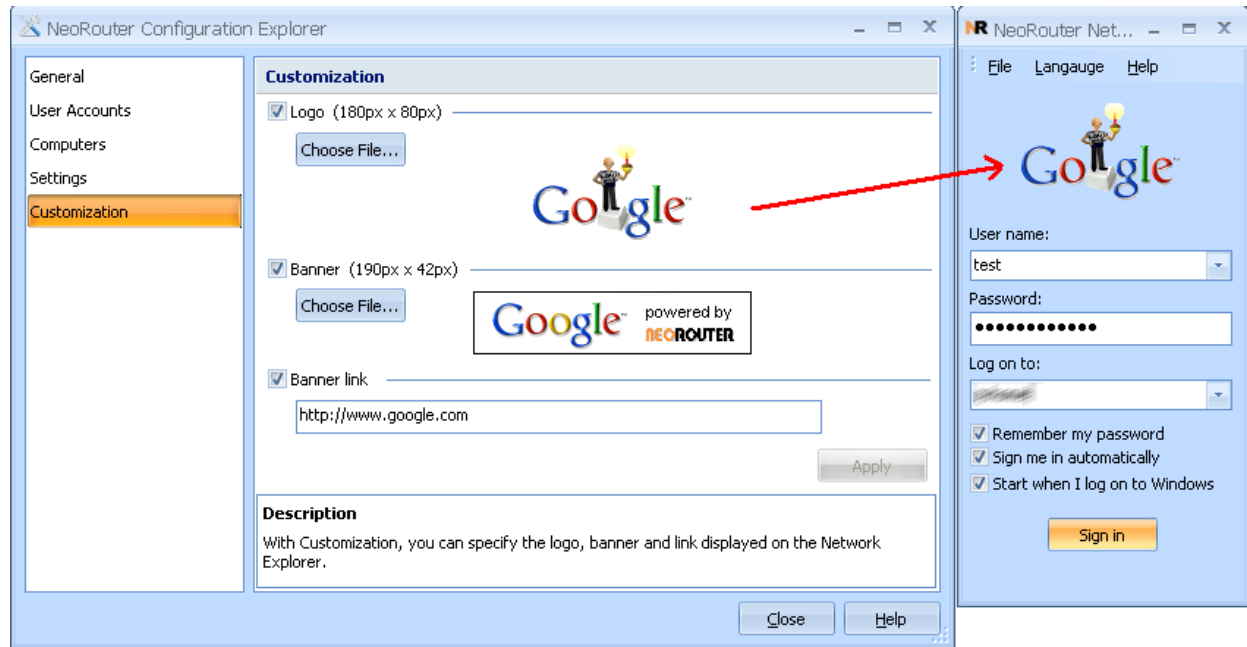 NeoRouter Configuration Explorer
General
User Accounts
Computers
Settings
Customization
Customization
Logo (180px x 80px)
Choose File...
Google™
Banner (190px x 42px)
Choose File...
Google™ powered by
NEOROUTER
Banner link
http://www.google.com
Apply
Description
With Customization, you can specify the logo, banner and link displayed on the Network
Explorer.
Close Help
NR NeoRouter Net...
File Langauge Help
Google™
User name:
test
Password:
••••••••••••
Log on to:
Remember my password
Sign me in automatically
Start when I log on to Windows
Sign in